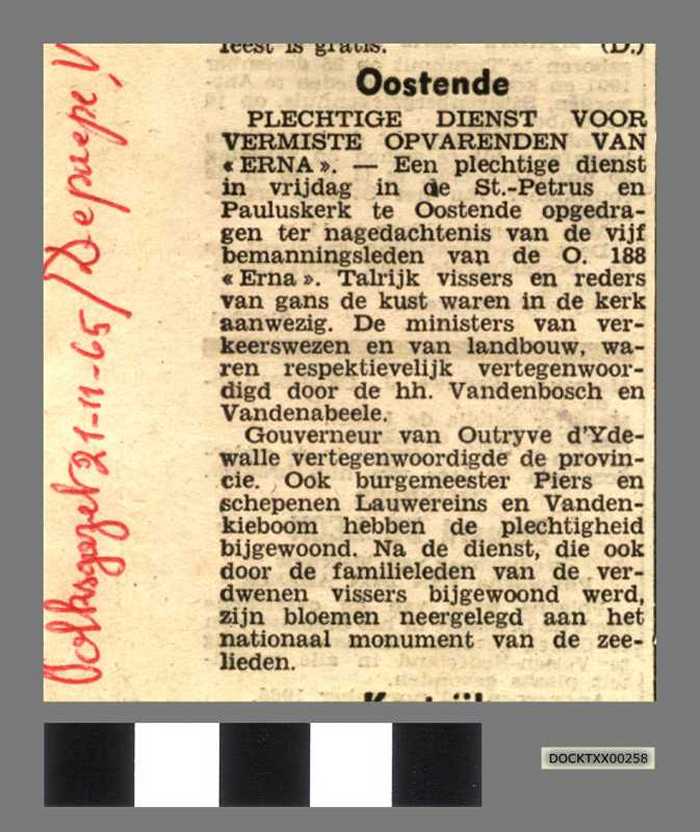 feest is gratis. (D.)
Oostende
PLECHTIGE DIENST VOOR
VERMISTE OPVARENDEN VAN
« ERNA ». — Een plechtige dienst
in vrijdag in de St.-Petrus en
Pauluskerk te Oostende opgedra-
gen ter nagedachtenis van de vijf
bemanningsleden van de O. 188
« Erna ». Talrijk vissers en reders
van gans de kust waren in de kerk
aanwezig. De ministers van ver-
keerswezen en van landbouw, wa-
ren respektievelijk vertegenwoor-
digd door de hh. Vandenbosch en
Vandenabeele.
Gouverneur van Outryve d'Yde-
walle vertegenwoordigde de provin-
cie. Ook burgemeester Piers en
schepenen Lauwereins en Vanden-
kieboom hebben de plechtigheid
bijgewoond. Na de dienst, die ook
door de familieleden van de ver-
dwenen vissers bijgewoond werd,
zijn bloemen neergelegd aan het
nationaal monument van de zee-
lieden.
Volksgazet 21-11-65/Depuepe, V
DOCKTXX00258